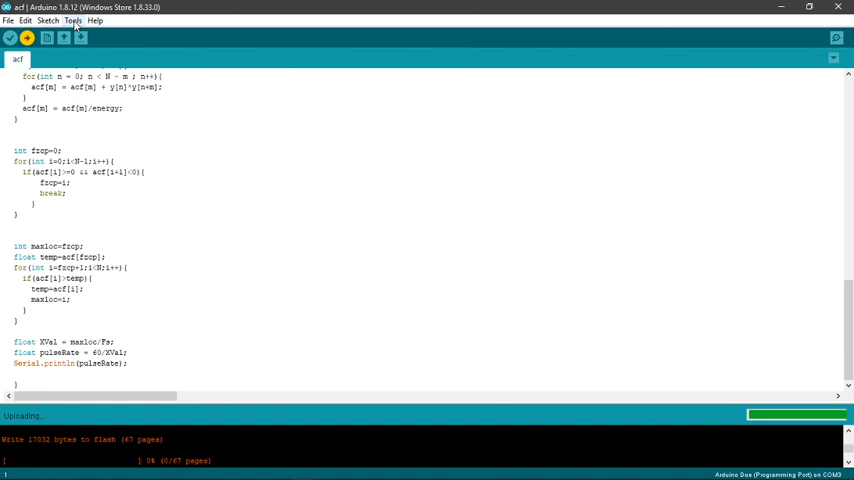 acf | Arduino 1.8.12 (Windows Store 1.8.33.0)
File Edit Sketch Tools Help
acf
for(int n = 0; n < N - m ; n++){
acf[m] = acf[m] + y[n]*y[n+m];
}
acf[m] = acf[m]/energy;
}
int fzcp=0;
for(int i=0;i<N-1;i++){
if(acf[i]>=0 && acf[i+1]<0){
fzcp=i;
break;
}
}
int maxloc=fzcp;
float temp=acf[fzcp];
for(int i=fzcp+1;i<N;i++){
if(acf[i]>temp){
temp=acf[i];
maxloc=i;
}
}
float XVal = maxloc/Fs;
float pulseRate = 60/XVal;
Serial.println(pulseRate);
}
Uploading...
Write 17032 bytes to flash (67 pages)
[ ] 0% (0/67 pages)
1 Arduino Due (Programming Port) on COM3